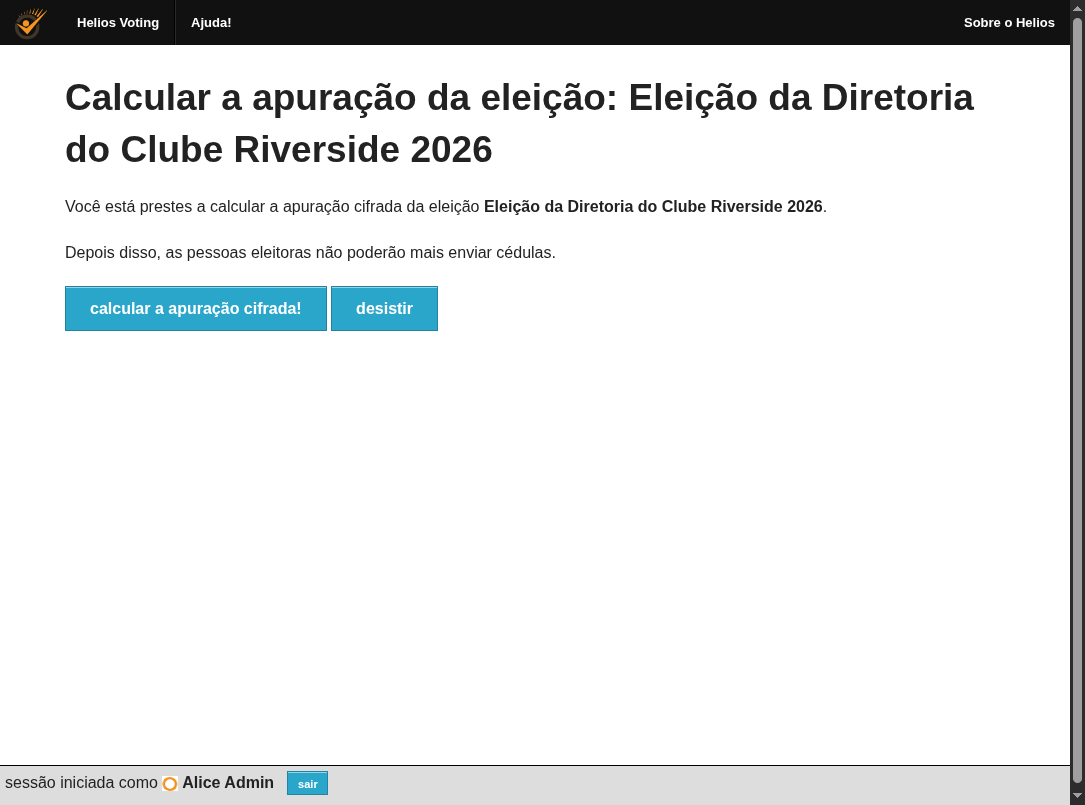 Helios Voting
Ajuda!
Sobre o Helios
Calcular a apuração da eleição: Eleição da Diretoria
do Clube Riverside 2026
Você está prestes a calcular a apuração cifrada da eleição Eleição da Diretoria do Clube Riverside 2026.
Depois disso, as pessoas eleitoras não poderão mais enviar cédulas.
calcular a apuração cifrada!
desistir
sessão iniciada como Alice Admin
sair